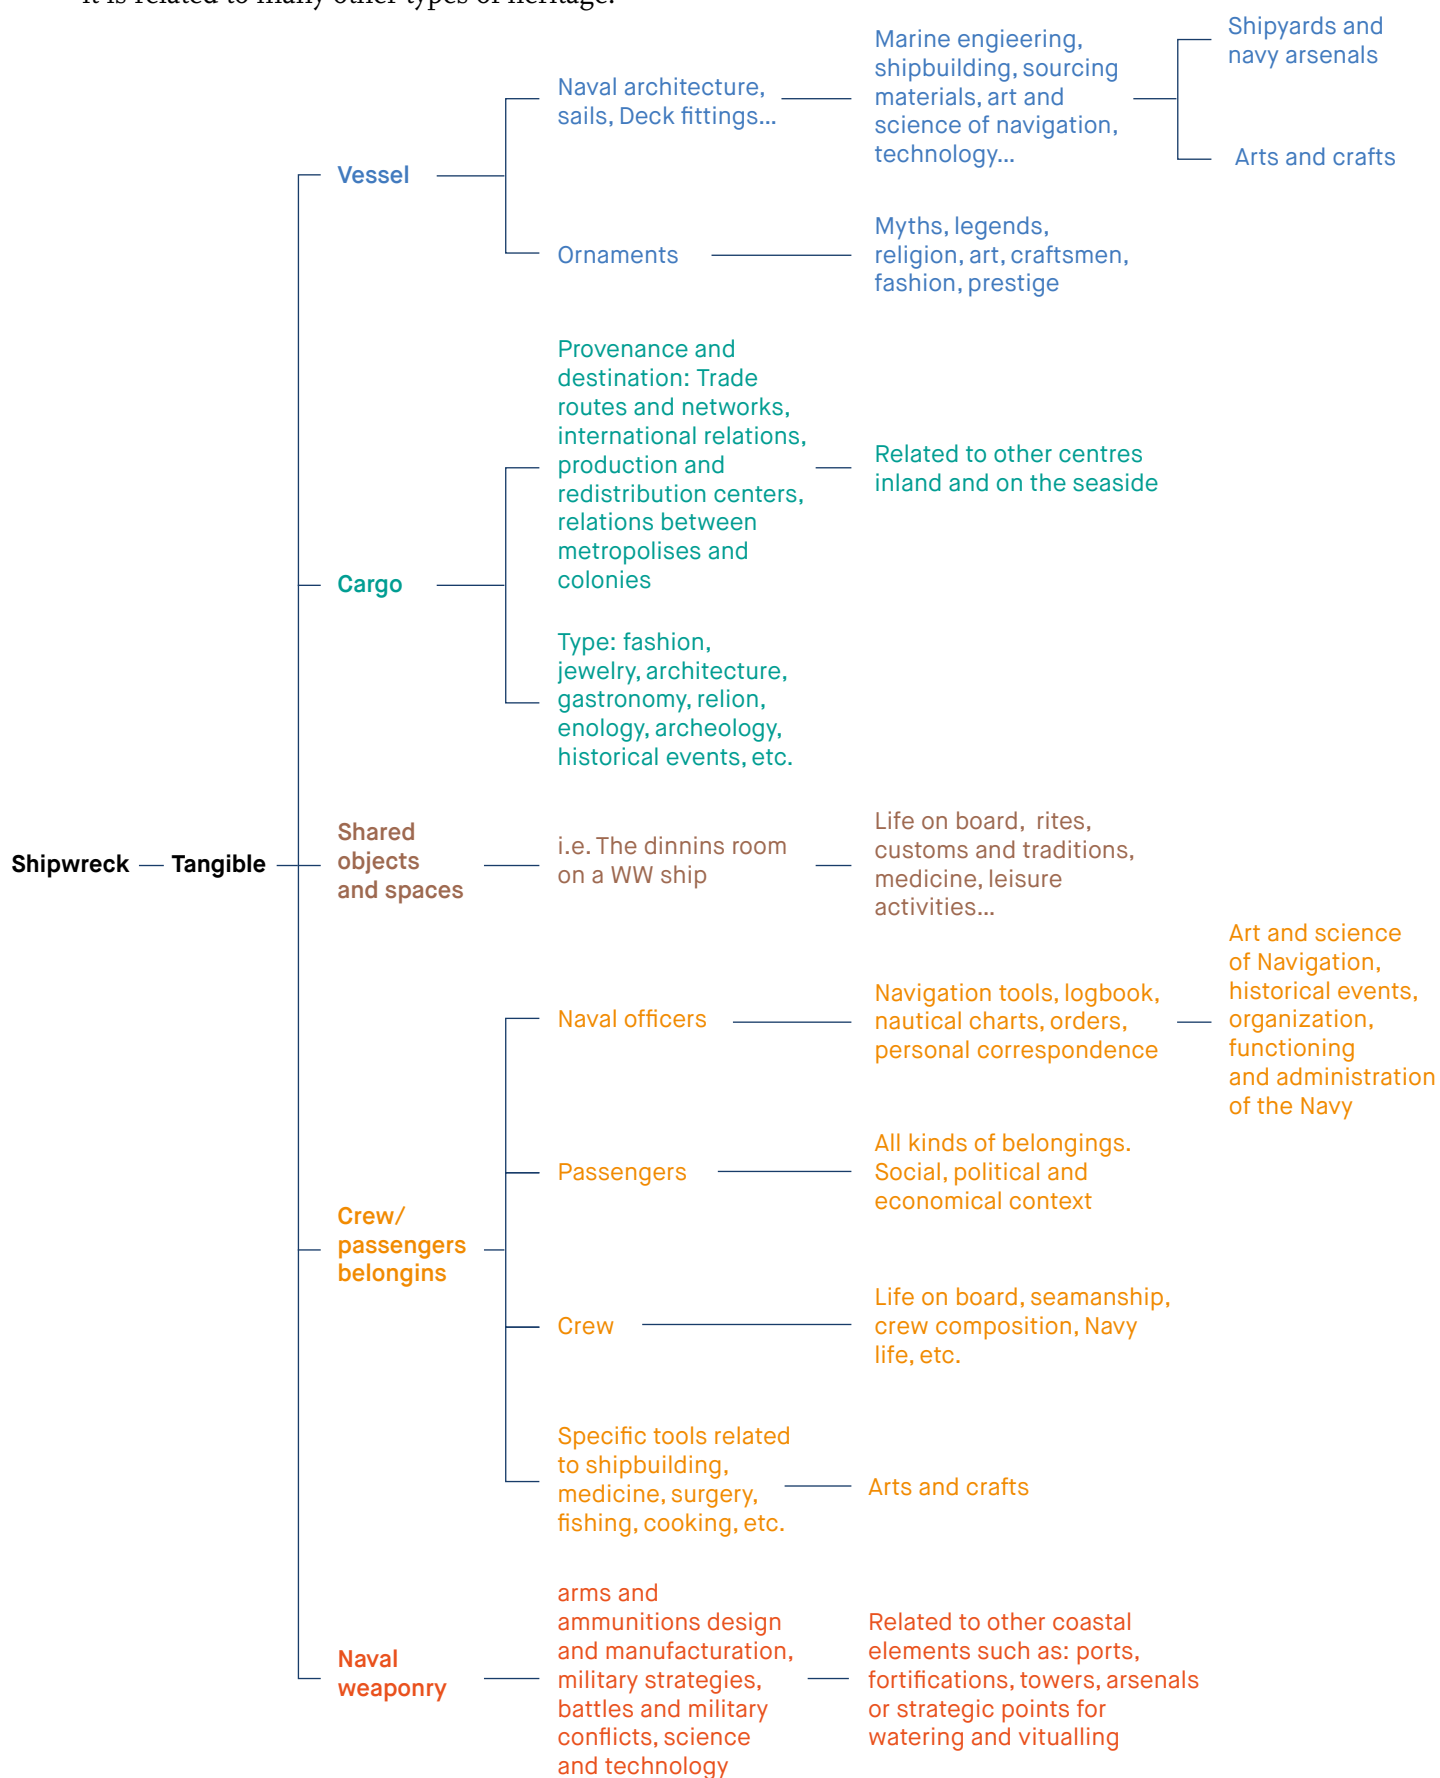 it is related to many other types of heritage.
Shipwreck
Tangible
Vessel
Naval architecture,
sails, Deck fittings...
Marine engieering,
shipbuilding, sourcing
materials, art and
science of navigation,
technology...
Shipyards and
navy arsenals
Arts and crafts
Ornaments
Myths, legends,
religion, art, craftsmen,
fashion, prestige
Cargo
Provenance and
destination: Trade
routes and networks,
international relations,
production and
redistribution centers,
relations between
metropolises and
colonies
Related to other centres
inland and on the seaside
Type: fashion,
jewelry, architecture,
gastronomy, relion,
enology, archeology,
historical events, etc.
Shared
objects
and spaces
i.e. The dinnins room
on a WW ship
Life on board, rites,
customs and traditions,
medicine, leisure
activities...
Crew/
passengers
belongins
Naval officers
Navigation tools, logbook,
nautical charts, orders,
personal correspondence
Art and science
of Navigation,
historical events,
organization,
functioning
and administration
of the Navy
Passengers
All kinds of belongings.
Social, political and
economical context
Crew
Life on board, seamanship,
crew composition, Navy
life, etc.
Specific tools related
to shipbuilding,
medicine, surgery,
fishing, cooking, etc.
Arts and crafts
Naval
weaponry
arms and
ammunitions design
and manufacturation,
military strategies,
battles and military
conflicts, science
and technology
Related to other coastal
elements such as: ports,
fortifications, towers, arsenals
or strategic points for
watering and vitualling